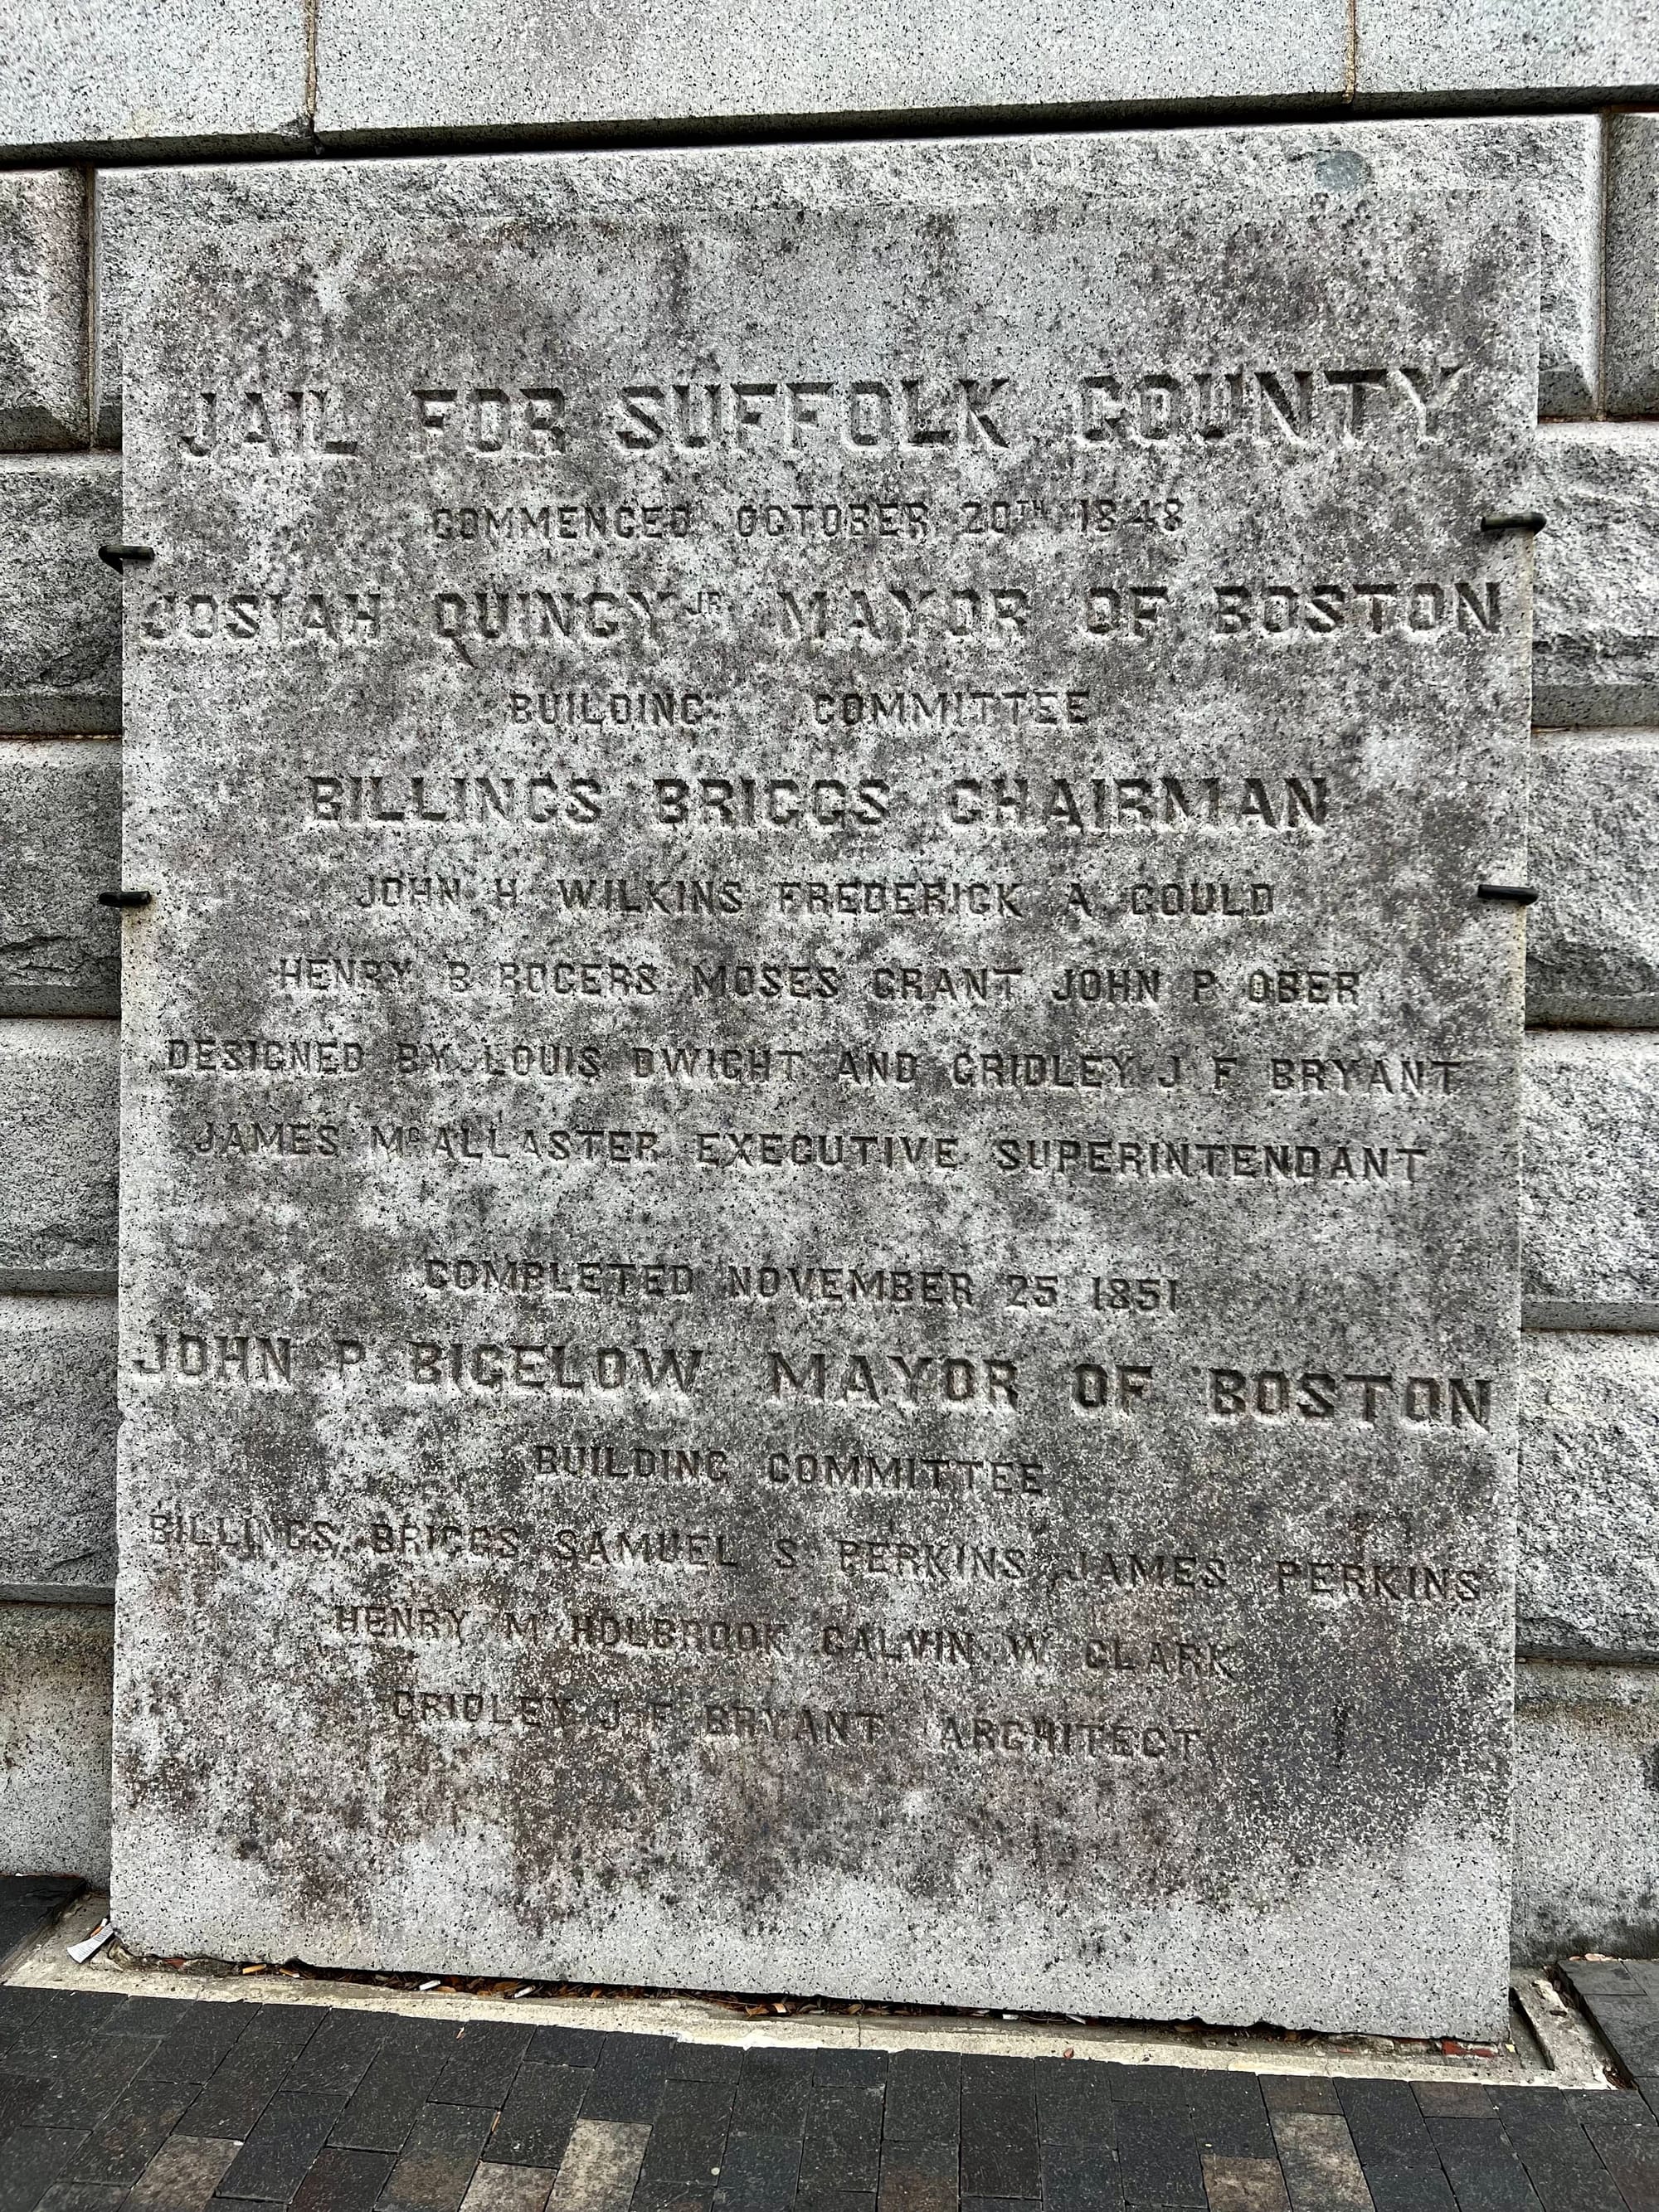 JAIL FOR SUFFOLK COUNTY
COMMENCED OCTOBER 20TH 1848
JOSIAH QUINCY JR MAYOR OF BOSTON
BUILDING COMMITTEE
BILLINGS BRIGGS CHAIRMAN
JOHN H WILKINS FREDERICK A GOULD
HENRY B ROGERS MOSES GRANT JOHN P OBER
DESIGNED BY LOUIS DWIGHT AND GRIDLEY J F BRYANT
JAMES McALLASTER EXECUTIVE SUPERINTENDANT
COMPLETED NOVEMBER 25 1851
JOHN P BIGELOW MAYOR OF BOSTON
BUILDING COMMITTEE
BILLINGS BRIGGS SAMUEL S PERKINS JAMES PERKINS
HENRY M HOLBROOK CALVIN W CLARK
GRIDLEY J F BRYANT ARCHITECT